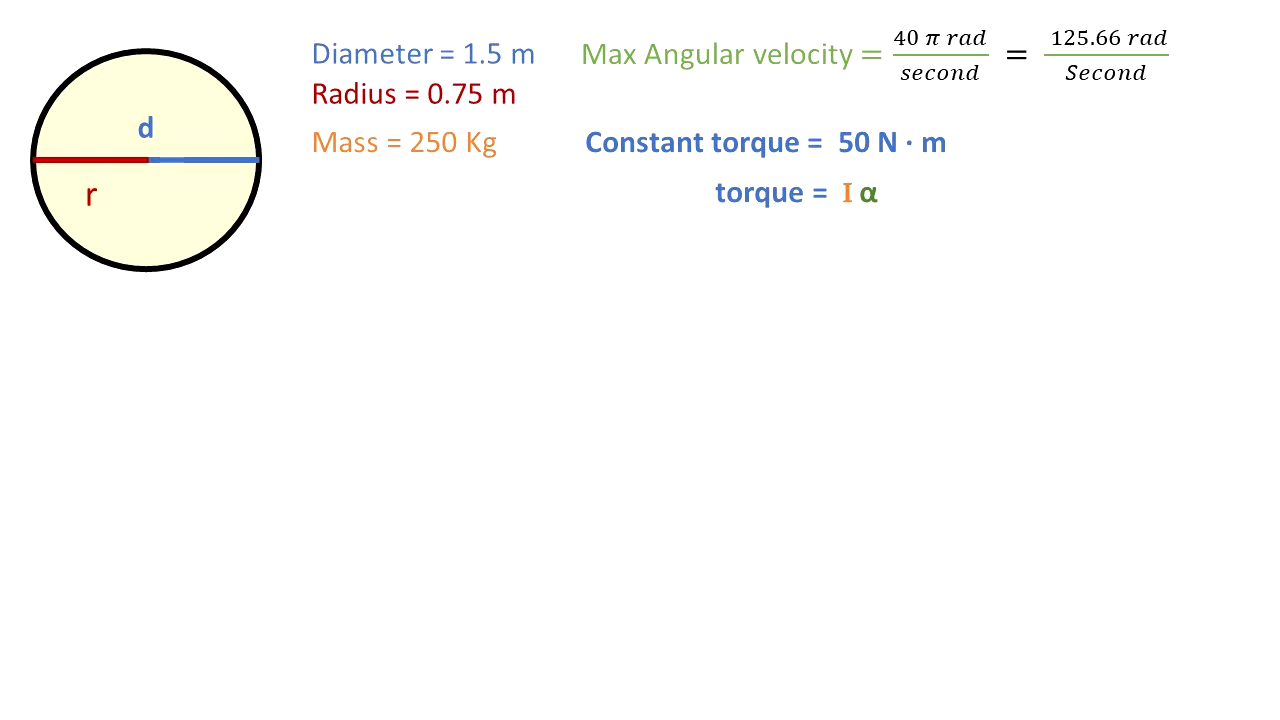 Diameter = 1.5 m
Radius = 0.75 m
Mass = 250 Kg
d
r
Max Angular velocity = 40 π rad / second = 125.66 rad / Second
Constant torque = 50 N · m
torque = I α